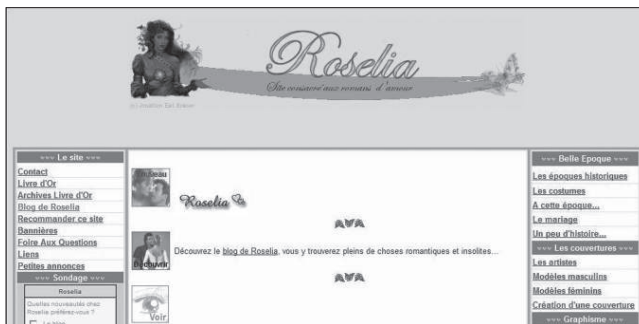 Roselia
Site consacré aux romans d'amour
~~~ Le site ~~~
Contact
Livre d'Or
Archives Livre d'Or
Blog de Roselia
Recommander ce site
Bannières
Foire Aux Questions
Liens
Petites annonces
~~~ Sondage ~~~
Roselia
Quelles nouveautés chez
Roselia préférez-vous ?
Le blog
Nouveau
Roselia
Découvrir
Découvrez le blog de Roselia, vous y trouverez pleins de choses romantiques et insolites...
Voir
~~~ Belle Epoque ~~~
Les époques historiques
Les costumes
A cette époque...
Le mariage
Un peu d'histoire...
~~~ Les couvertures ~~~
Les artistes
Modèles masculins
Modèles féminins
Création d'une couverture
~~~ Graphisme ~~~